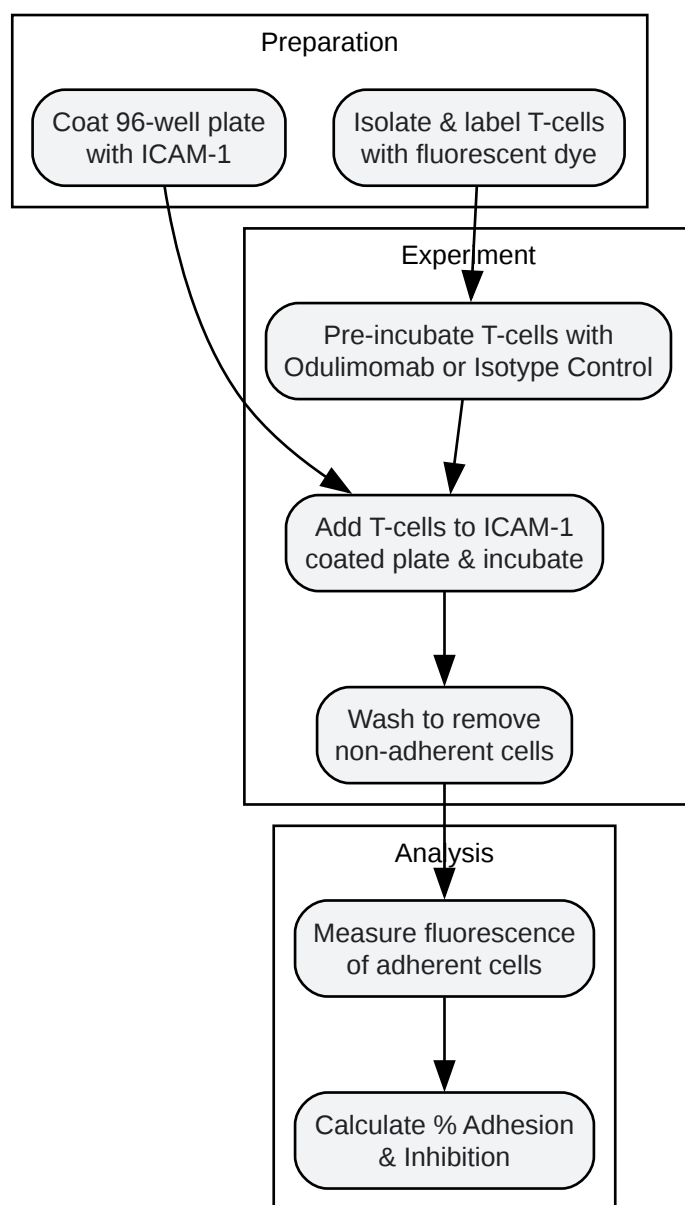 Preparation
Coat 96-well plate
with ICAM-1
Isolate & label T-cells
with fluorescent dye
Experiment
Pre-incubate T-cells with
Odulimomab or Isotype Control
Add T-cells to ICAM-1
coated plate & incubate
Wash to remove
non-adherent cells
Analysis
Measure fluorescence
of adherent cells
Calculate % Adhesion
& Inhibition